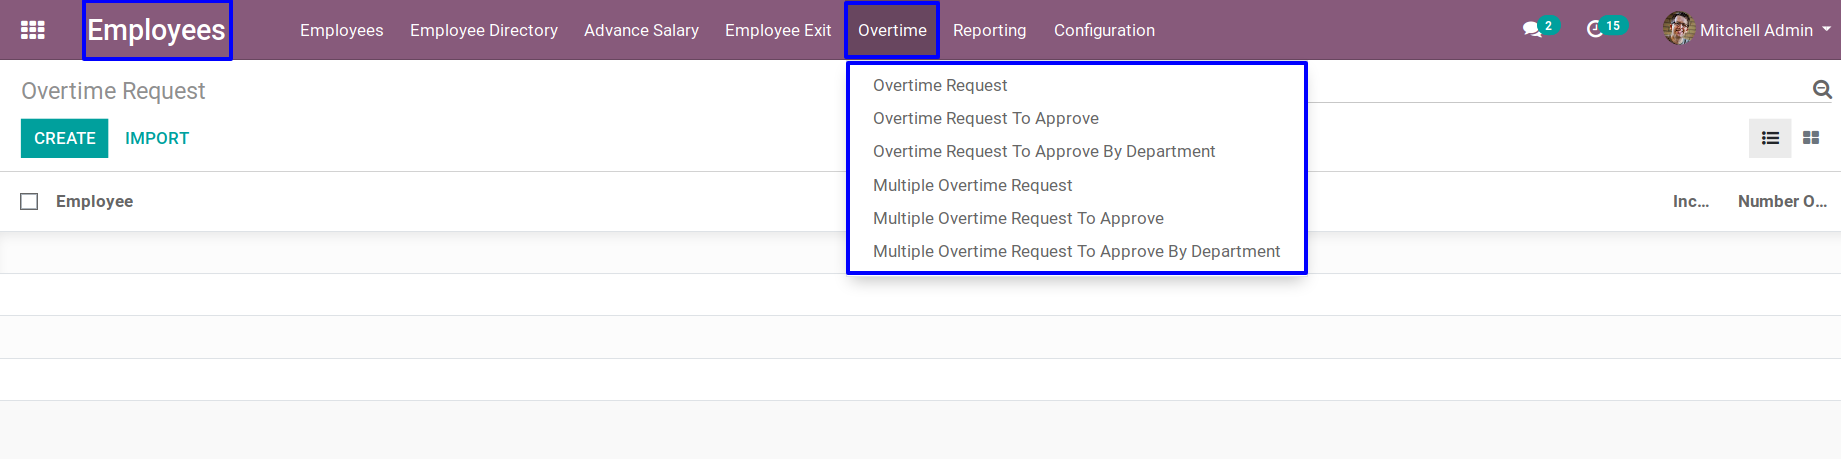 Employees Employees Employee Directory Advance Salary Employee Exit Overtime Reporting Configuration 2 15 Mitchell Admin
Overtime Request
CREATE IMPORT
Overtime Request
Overtime Request To Approve
Overtime Request To Approve By Department
Multiple Overtime Request
Multiple Overtime Request To Approve
Multiple Overtime Request To Approve By Department
Employee Inc... Number O...